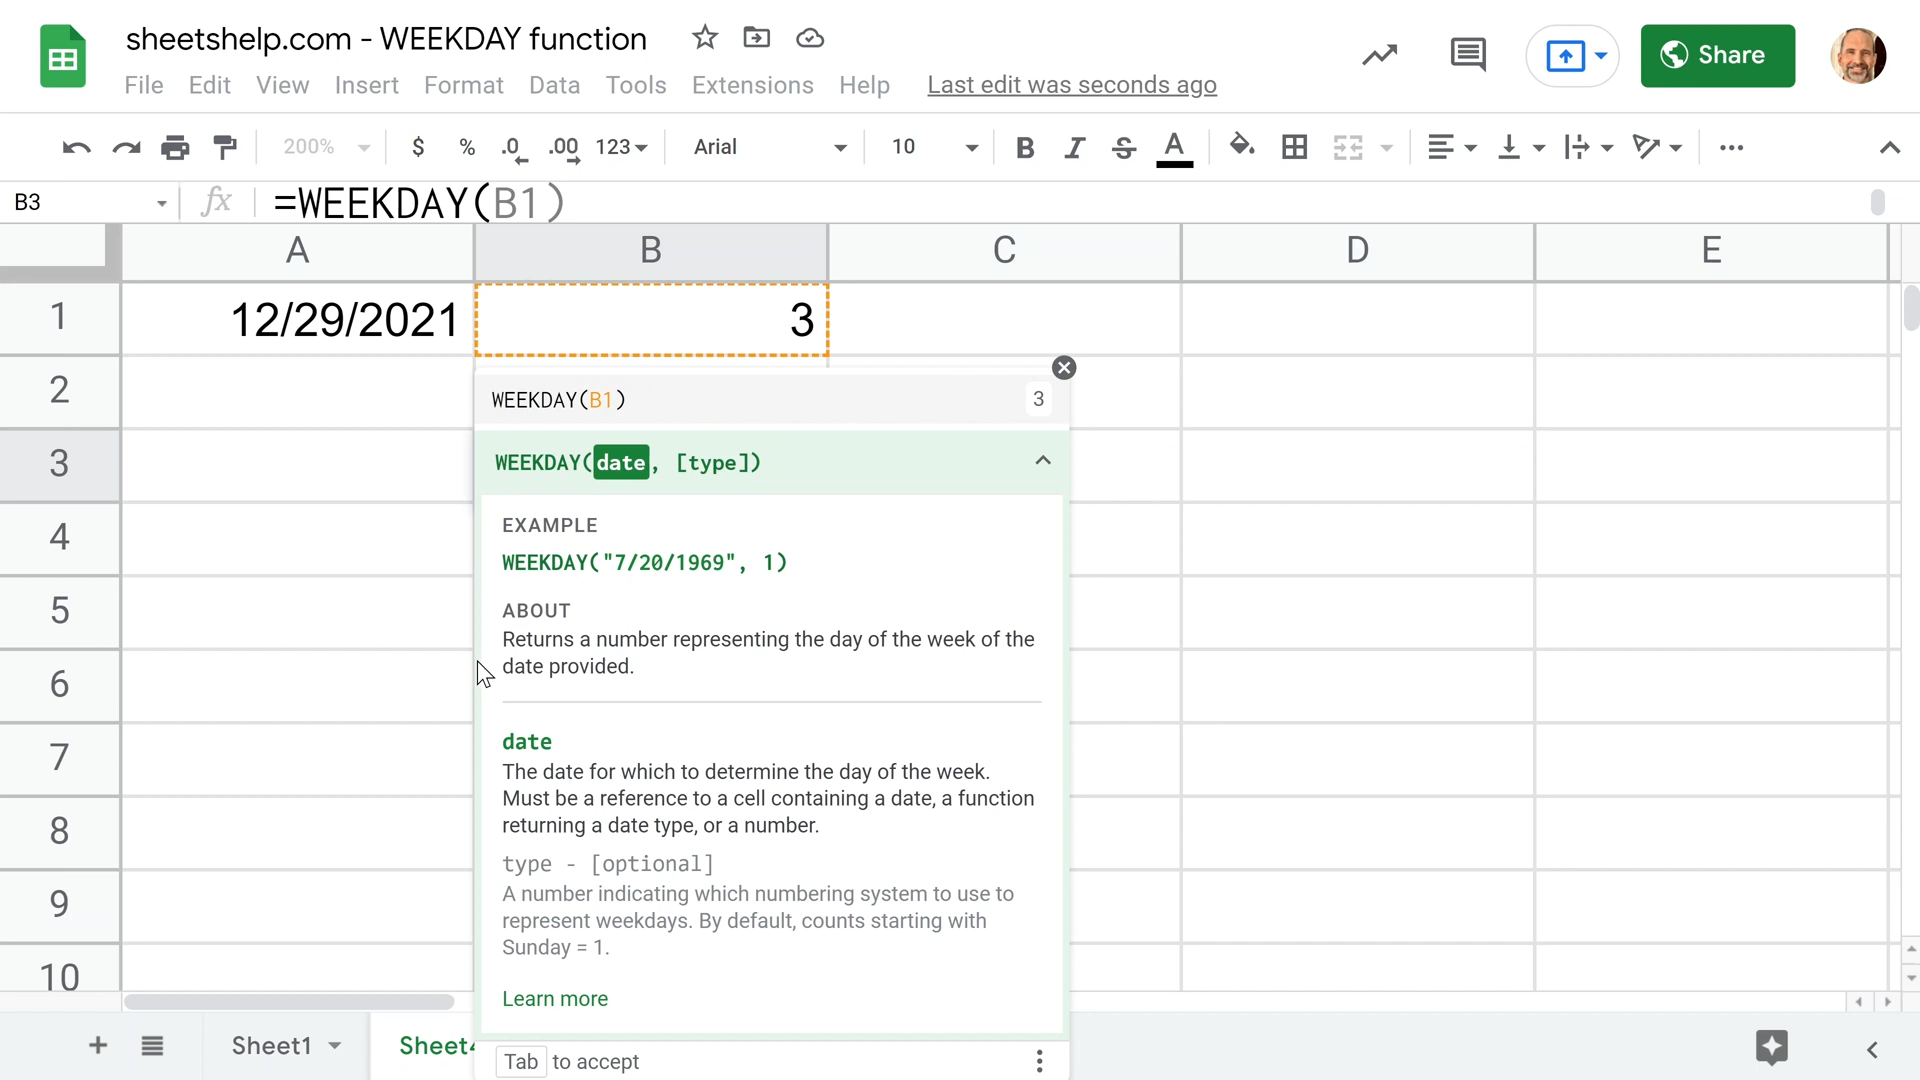 sheetshelp.com - WEEKDAY function
File Edit View Insert Format Data Tools Extensions Help Last edit was seconds ago
Share
200% $ % .0 .00 123 Arial 10 B I S A
B3 fx =WEEKDAY(B1)
A B C D E
1 12/29/2021 3
2
WEEKDAY(B1) 3
3
WEEKDAY(date, [type])
EXAMPLE
4
WEEKDAY("7/20/1969", 1)
5
ABOUT
Returns a number representing the day of the week of the
date provided.
6
date
7
The date for which to determine the day of the week.
Must be a reference to a cell containing a date, a function
returning a date type, or a number.
8
type - [optional]
A number indicating which numbering system to use to
9
represent weekdays. By default, counts starting with
Sunday = 1.
10
Learn more
Sheet1 Sheet4
Tab to accept